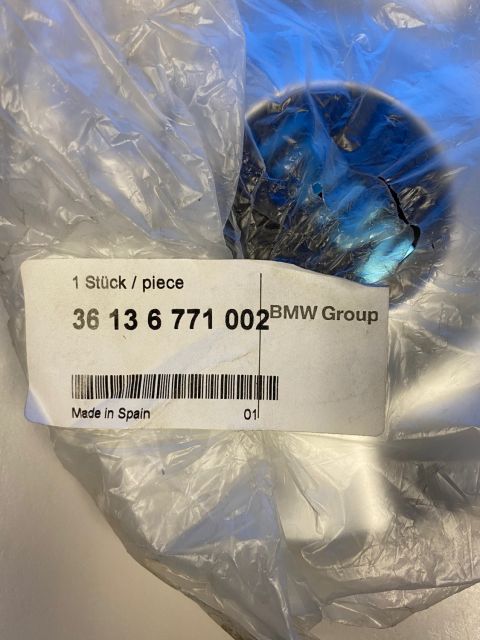 1 Stück / piece
36 13 6 771 002
BMW Group
Made in Spain
01